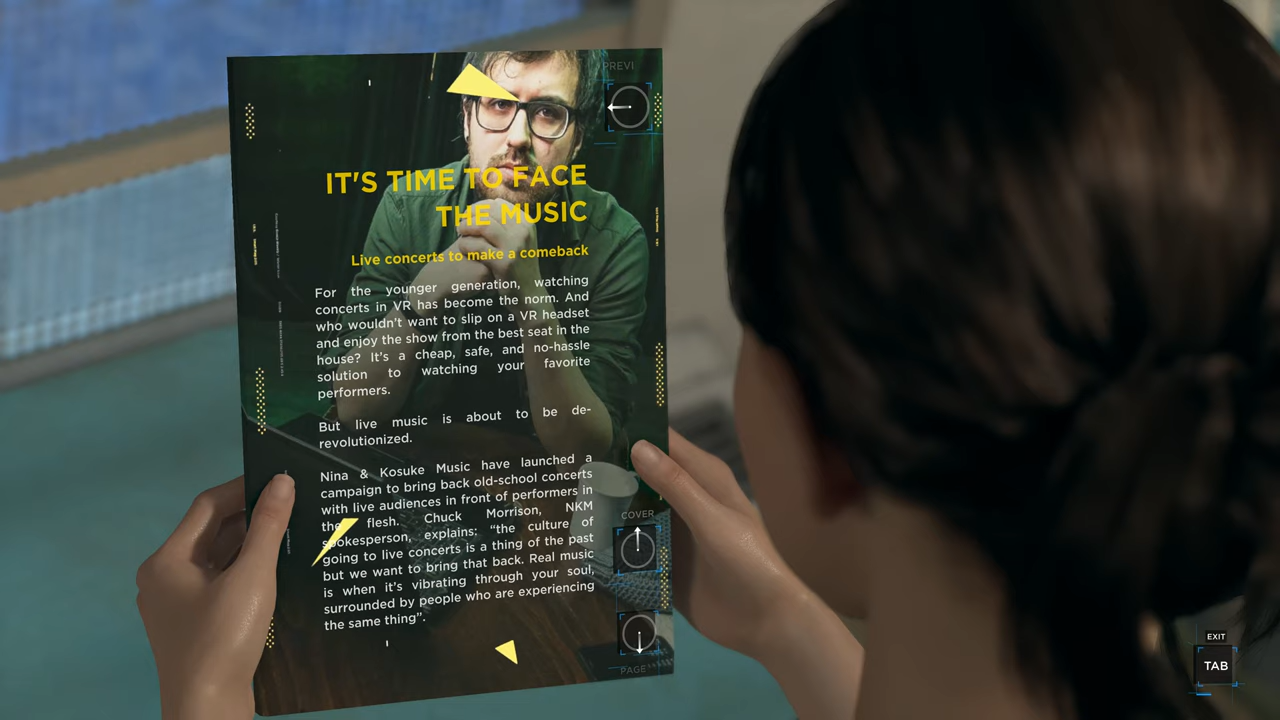 PREVI
IT'S TIME TO FACE
THE MUSIC
Live concerts to make a comeback
For the younger generation, watching
concerts in VR has become the norm. And
who wouldn't want to slip on a VR headset
and enjoy the show from the best seat in the
house? It's a cheap, safe, and no-hassle
solution to watching your favorite
performers.
But live music is about to be de-
revolutionized.
Nina & Kosuke Music have launched a
campaign to bring back old-school concerts
with live audiences in front of performers in
the flesh. Chuck Morrison, NKM
spokesperson, explains: “the culture of
going to live concerts is a thing of the past
but we want to bring that back. Real music
is when it's vibrating through your soul,
surrounded by people who are experiencing
the same thing”.
COVER
PAGE
EXIT
TAB